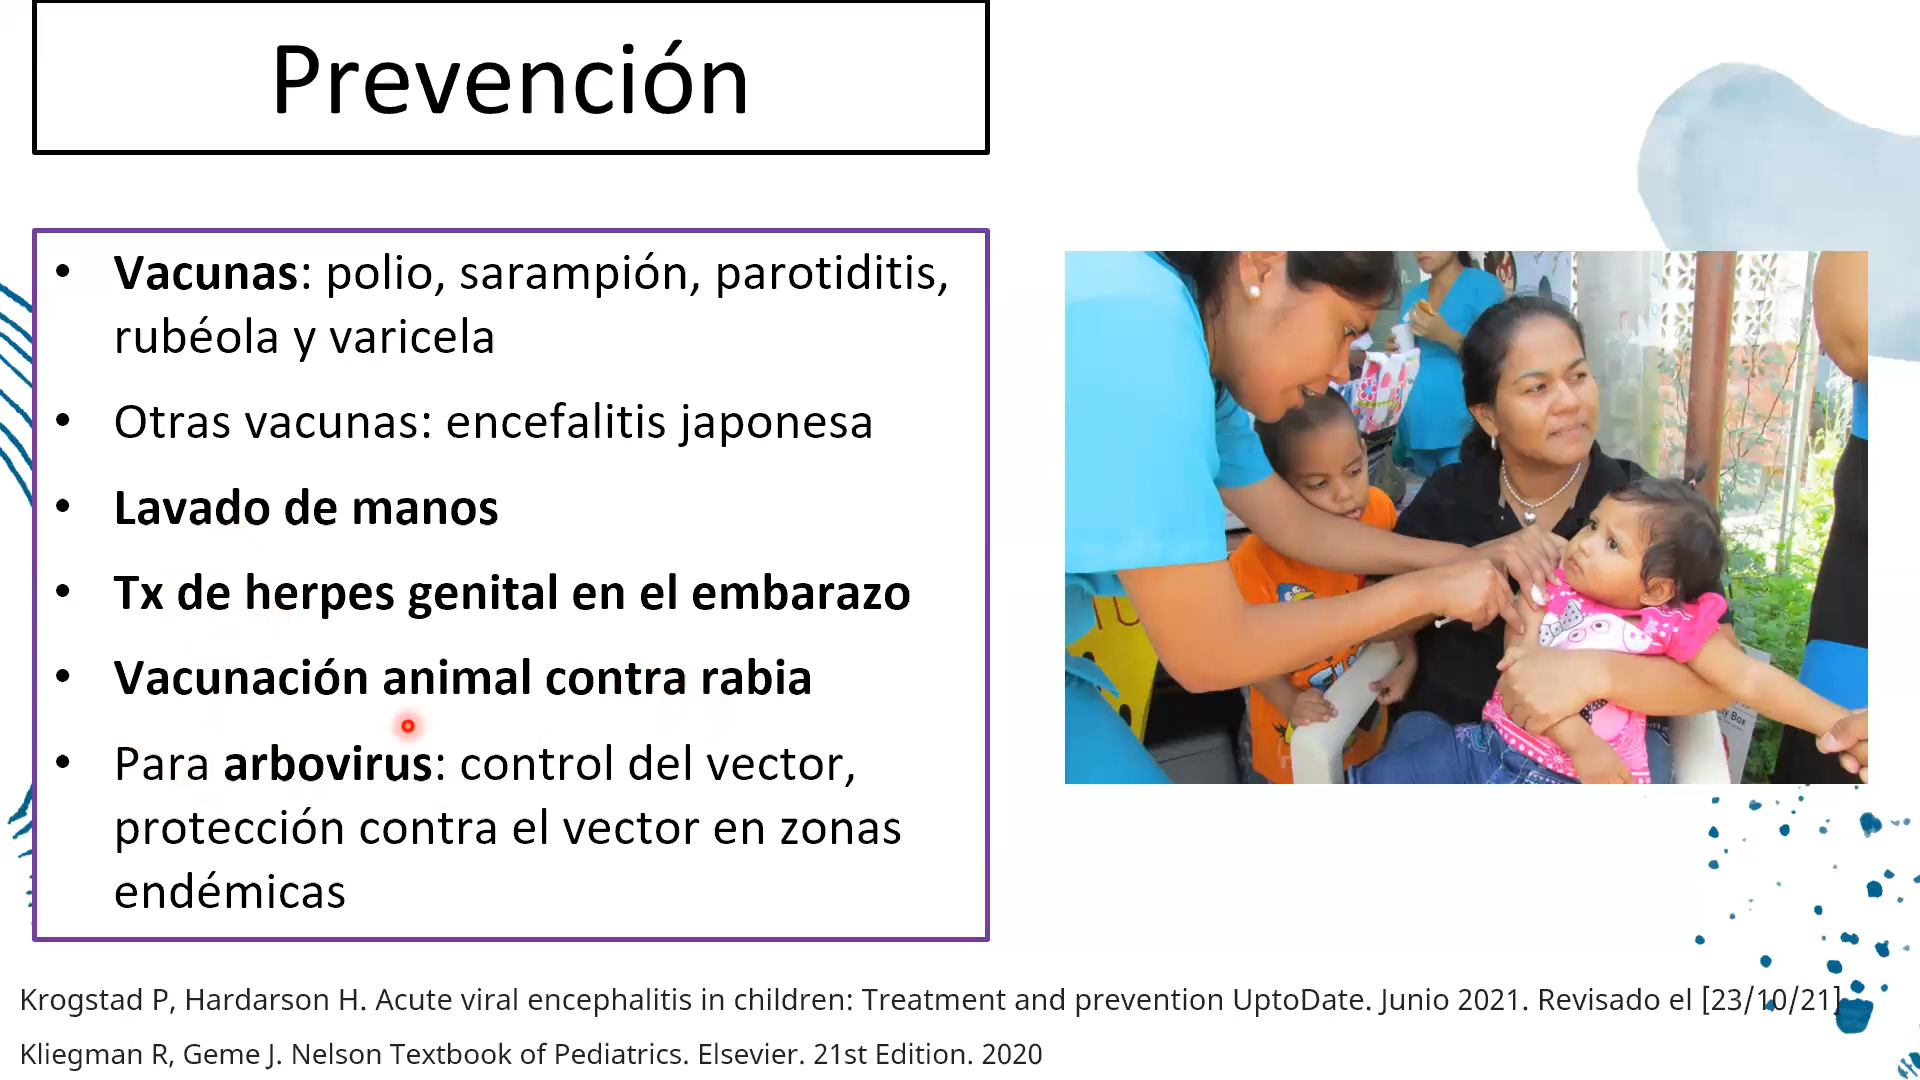 Prevención
• Vacunas: polio, sarampión, parotiditis,
rubéola y varicela
• Otras vacunas: encefalitis japonesa
• Lavado de manos
• Tx de herpes genital en el embarazo
• Vacunación animal contra rabia
• Para arbovirus: control del vector,
protección contra el vector en zonas
endémicas
Krogstad P, Hardarson H. Acute viral encephalitis in children: Treatment and prevention UptoDate. Junio 2021. Revisado el [23/10/21]
Kliegman R, Geme J. Nelson Textbook of Pediatrics. Elsevier. 21st Edition. 2020